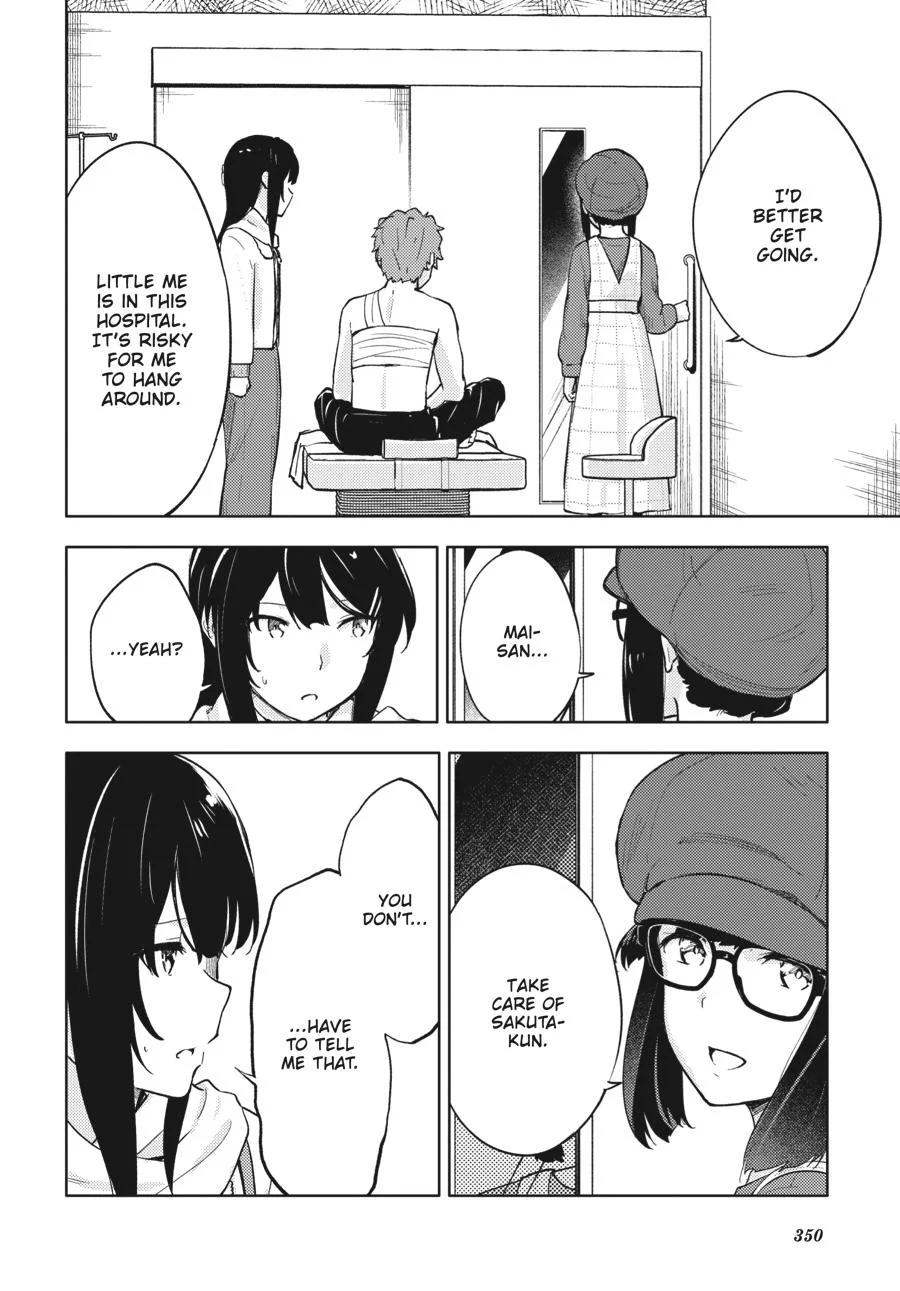 I'D
BETTER
GET
GOING.
LITTLE ME
IS IN THIS
HOSPITAL.
IT'S RISKY
FOR ME
TO HANG
AROUND.
MAI-
SAN...
...YEAH?
TAKE
CARE OF
SAKUTA-
KUN.
YOU
DON'T...
...HAVE
TO TELL
ME THAT.
350